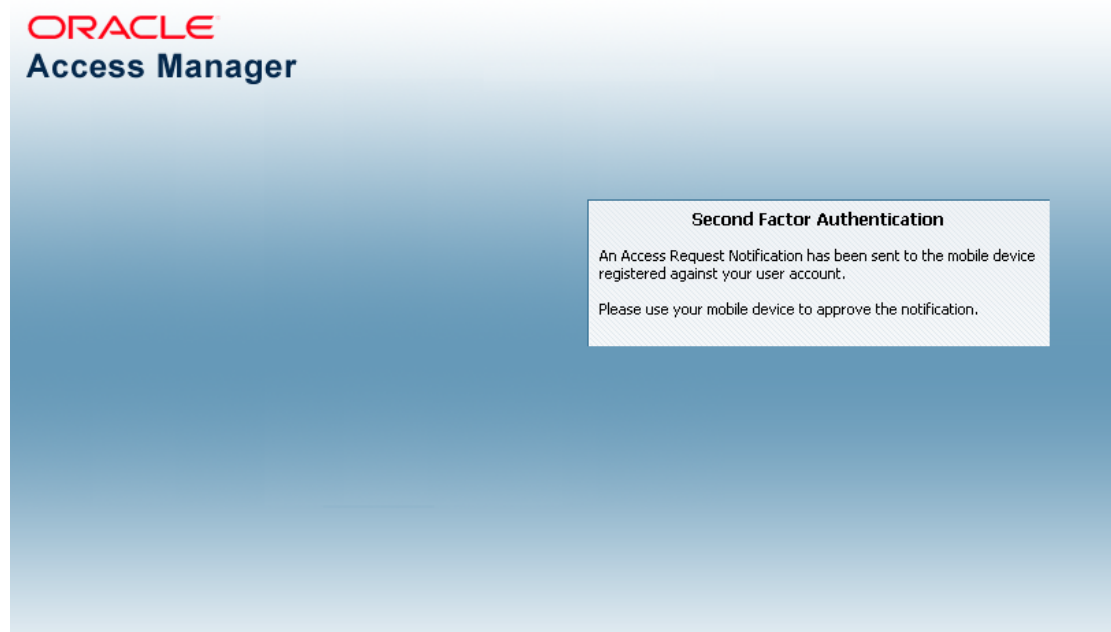 ORACLE
Access Manager
Second Factor Authentication
An Access Request Notification has been sent to the mobile device
registered against your user account.
Please use your mobile device to approve the notification.